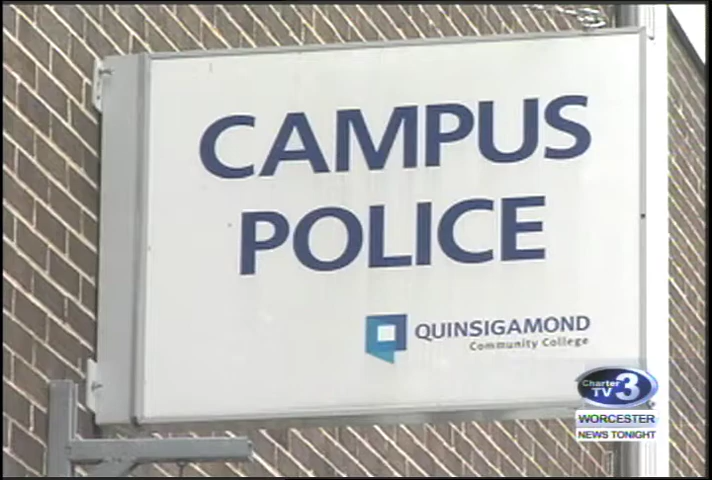 CAMPUS
POLICE
QUINSIGAMOND
Community College
Charter
TV 3
WORCESTER
NEWS TONIGHT